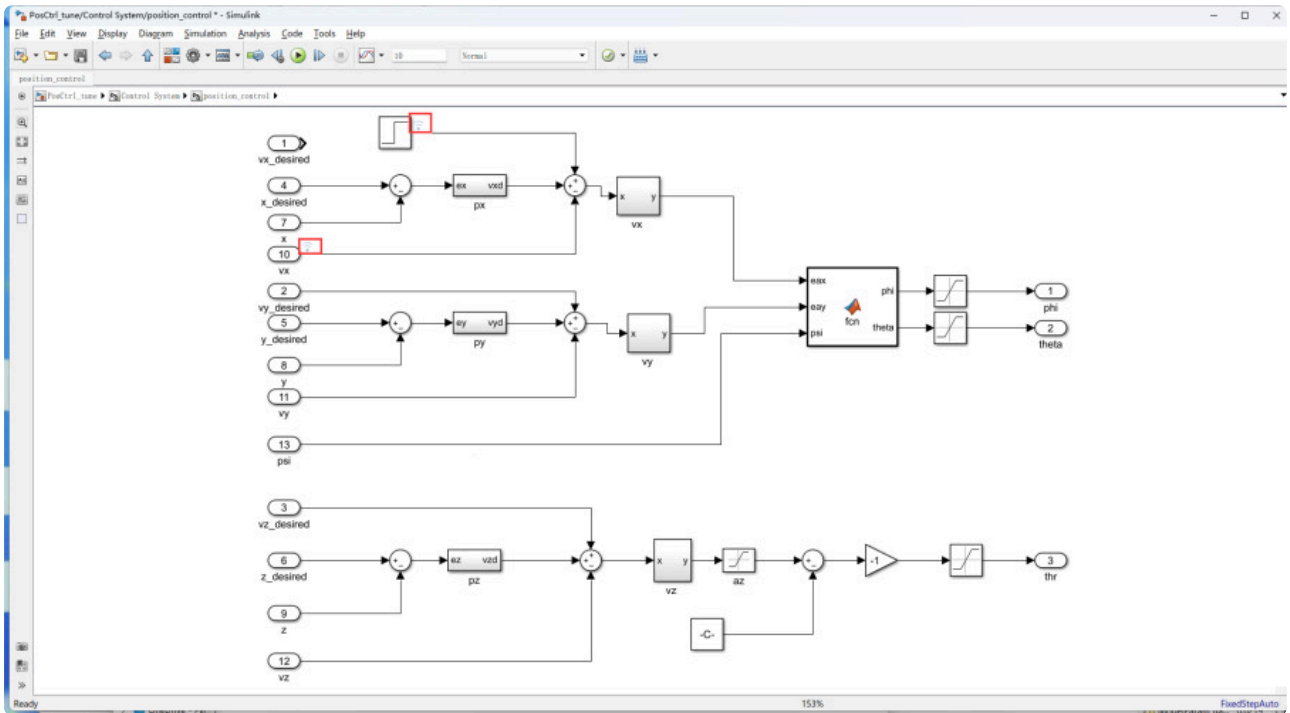 PosCtrl_tune/Control System/position_control * - Simulink
File Edit View Display Diagram Simulation Analysis Code Tools Help
10 Normal
position_control
PosCtrl_tune Control System position_control
1
vx_desired
4
x_desired
ex vxd
px
7
x
x y
vx
10
vx
2
vy_desired
5
y_desired
ey vyd
py
x y
vy
8
y
11
vy
13
psi
eax
eay
psi
fcn
phi
theta
1
phi
2
theta
3
vz_desired
6
z_desired
ez vzd
pz
x y
vz
az
-1
3
thr
9
z
-C-
12
vz
Ready 153% FixedStepAuto